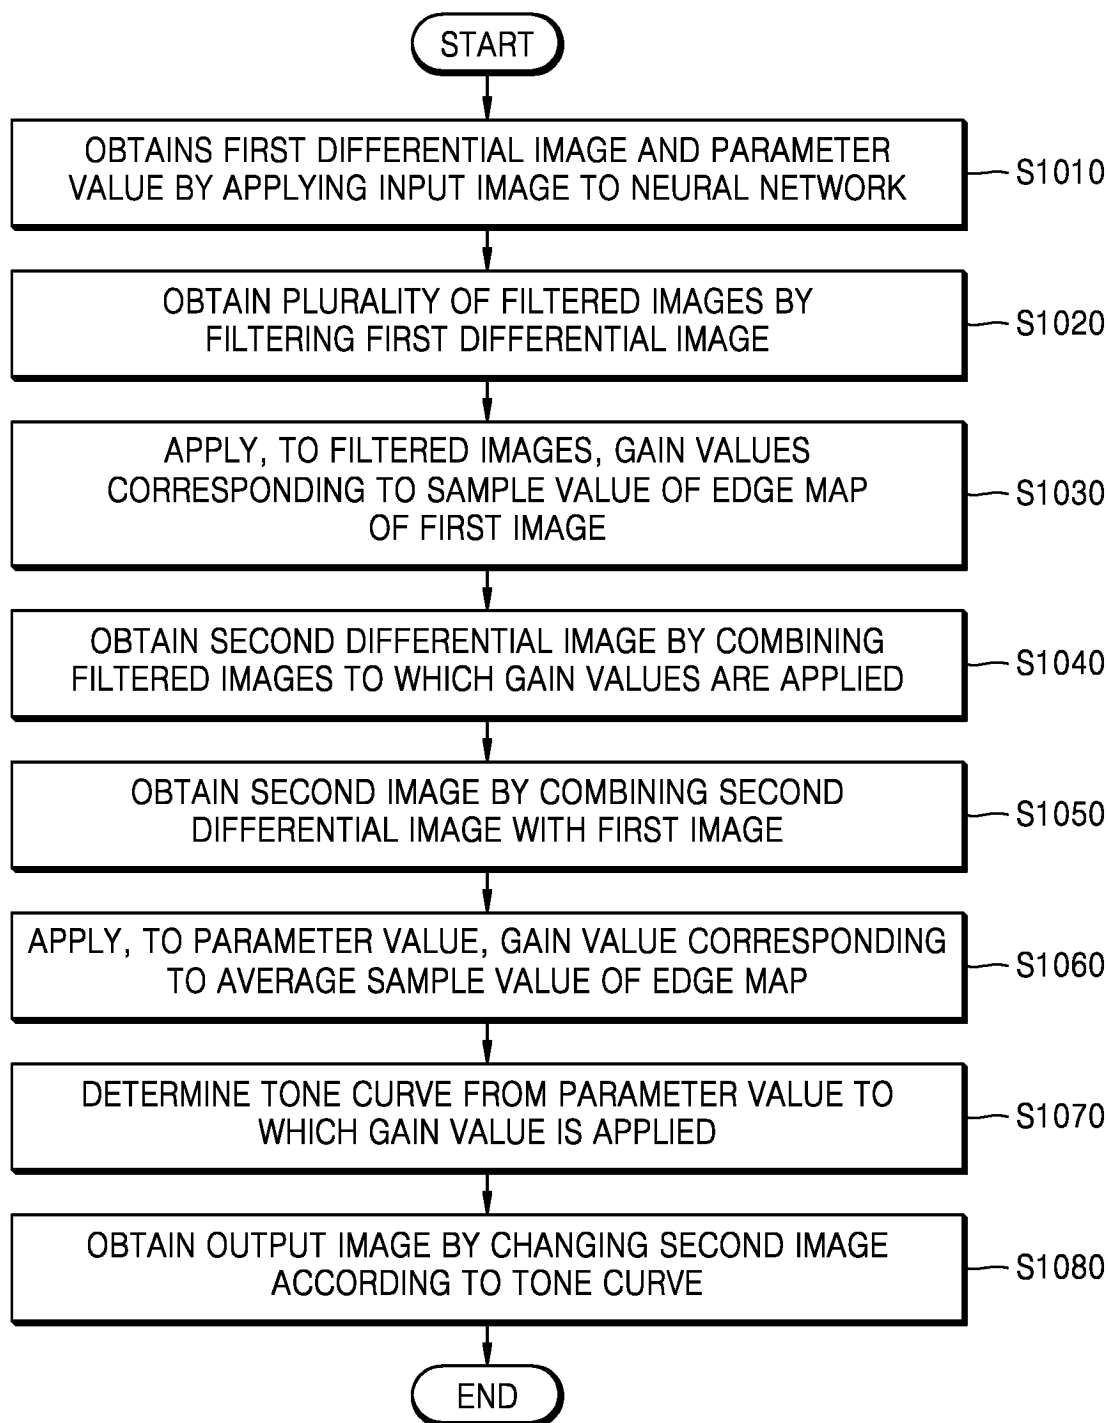 START
OBTAINS FIRST DIFFERENTIAL IMAGE AND PARAMETER
VALUE BY APPLYING INPUT IMAGE TO NEURAL NETWORK
S1010
OBTAIN PLURALITY OF FILTERED IMAGES BY
FILTERING FIRST DIFFERENTIAL IMAGE
S1020
APPLY, TO FILTERED IMAGES, GAIN VALUES
CORRESPONDING TO SAMPLE VALUE OF EDGE MAP
OF FIRST IMAGE
S1030
OBTAIN SECOND DIFFERENTIAL IMAGE BY COMBINING
FILTERED IMAGES TO WHICH GAIN VALUES ARE APPLIED
S1040
OBTAIN SECOND IMAGE BY COMBINING SECOND
DIFFERENTIAL IMAGE WITH FIRST IMAGE
S1050
APPLY, TO PARAMETER VALUE, GAIN VALUE CORRESPONDING
TO AVERAGE SAMPLE VALUE OF EDGE MAP
S1060
DETERMINE TONE CURVE FROM PARAMETER VALUE TO
WHICH GAIN VALUE IS APPLIED
S1070
OBTAIN OUTPUT IMAGE BY CHANGING SECOND IMAGE
ACCORDING TO TONE CURVE
S1080
END